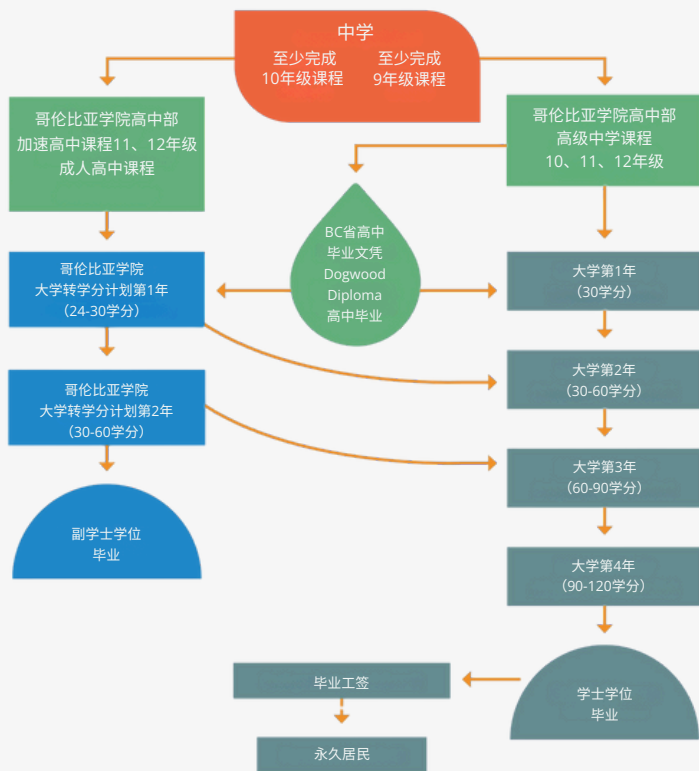 中学
至少完成
10年级课程
至少完成
9年级课程
哥伦比亚学院高中部
加速高中课程11、12年级
成人高中课程
哥伦比亚学院高中部
高级中学课程
10、11、12年级
BC省高中
毕业文凭
Dogwood
Diploma
高中毕业
哥伦比亚学院
大学转学分计划第1年
（24-30学分）
大学第1年
（30学分）
哥伦比亚学院
大学转学分计划第2年
（30-60学分）
大学第2年
（30-60学分）
大学第3年
（60-90学分）
副学士学位
毕业
大学第4年
（90-120学分）
学士学位
毕业
毕业工签
永久居民